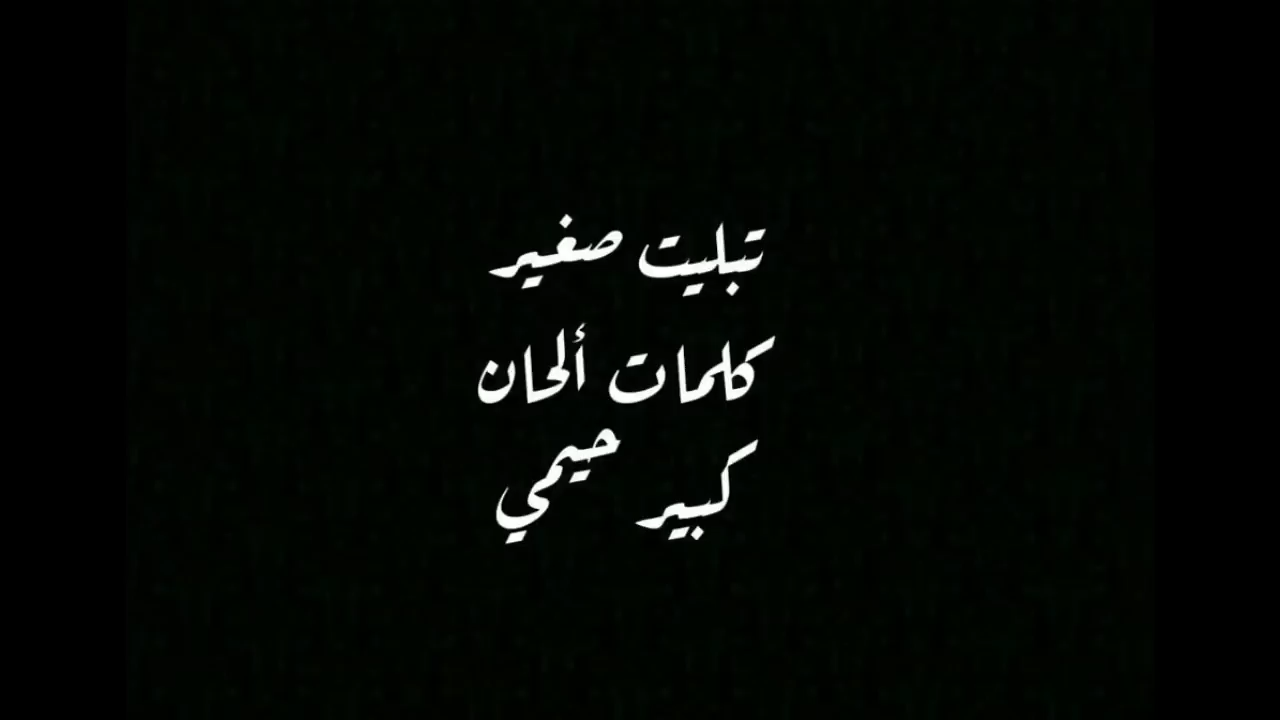 تبليت صغير
كلمات ألحان
كبير حيمي